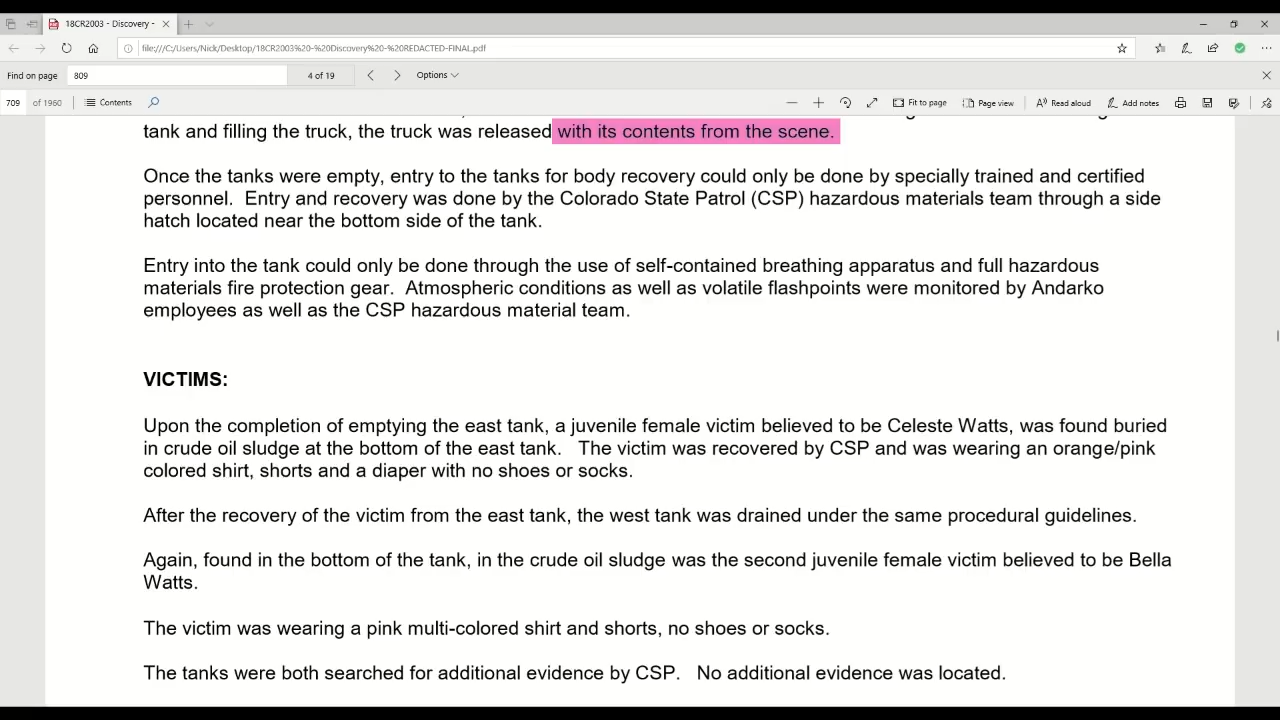 18CR2003 - Discovery -
file:///C:/Users/Nick/Desktop/18CR2003%20-%20Discovery%20-%20REDACTED-FINAL.pdf
Find on page 809 4 of 19 Options
709 of 1960 Contents Fit to page Page view Read aloud Add notes
tank and filling the truck, the truck was released with its contents from the scene.
Once the tanks were empty, entry to the tanks for body recovery could only be done by specially trained and certified
personnel. Entry and recovery was done by the Colorado State Patrol (CSP) hazardous materials team through a side
hatch located near the bottom side of the tank.
Entry into the tank could only be done through the use of self-contained breathing apparatus and full hazardous
materials fire protection gear. Atmospheric conditions as well as volatile flashpoints were monitored by Andarko
employees as well as the CSP hazardous material team.
VICTIMS:
Upon the completion of emptying the east tank, a juvenile female victim believed to be Celeste Watts, was found buried
in crude oil sludge at the bottom of the east tank. The victim was recovered by CSP and was wearing an orange/pink
colored shirt, shorts and a diaper with no shoes or socks.
After the recovery of the victim from the east tank, the west tank was drained under the same procedural guidelines.
Again, found in the bottom of the tank, in the crude oil sludge was the second juvenile female victim believed to be Bella
Watts.
The victim was wearing a pink multi-colored shirt and shorts, no shoes or socks.
The tanks were both searched for additional evidence by CSP. No additional evidence was located.